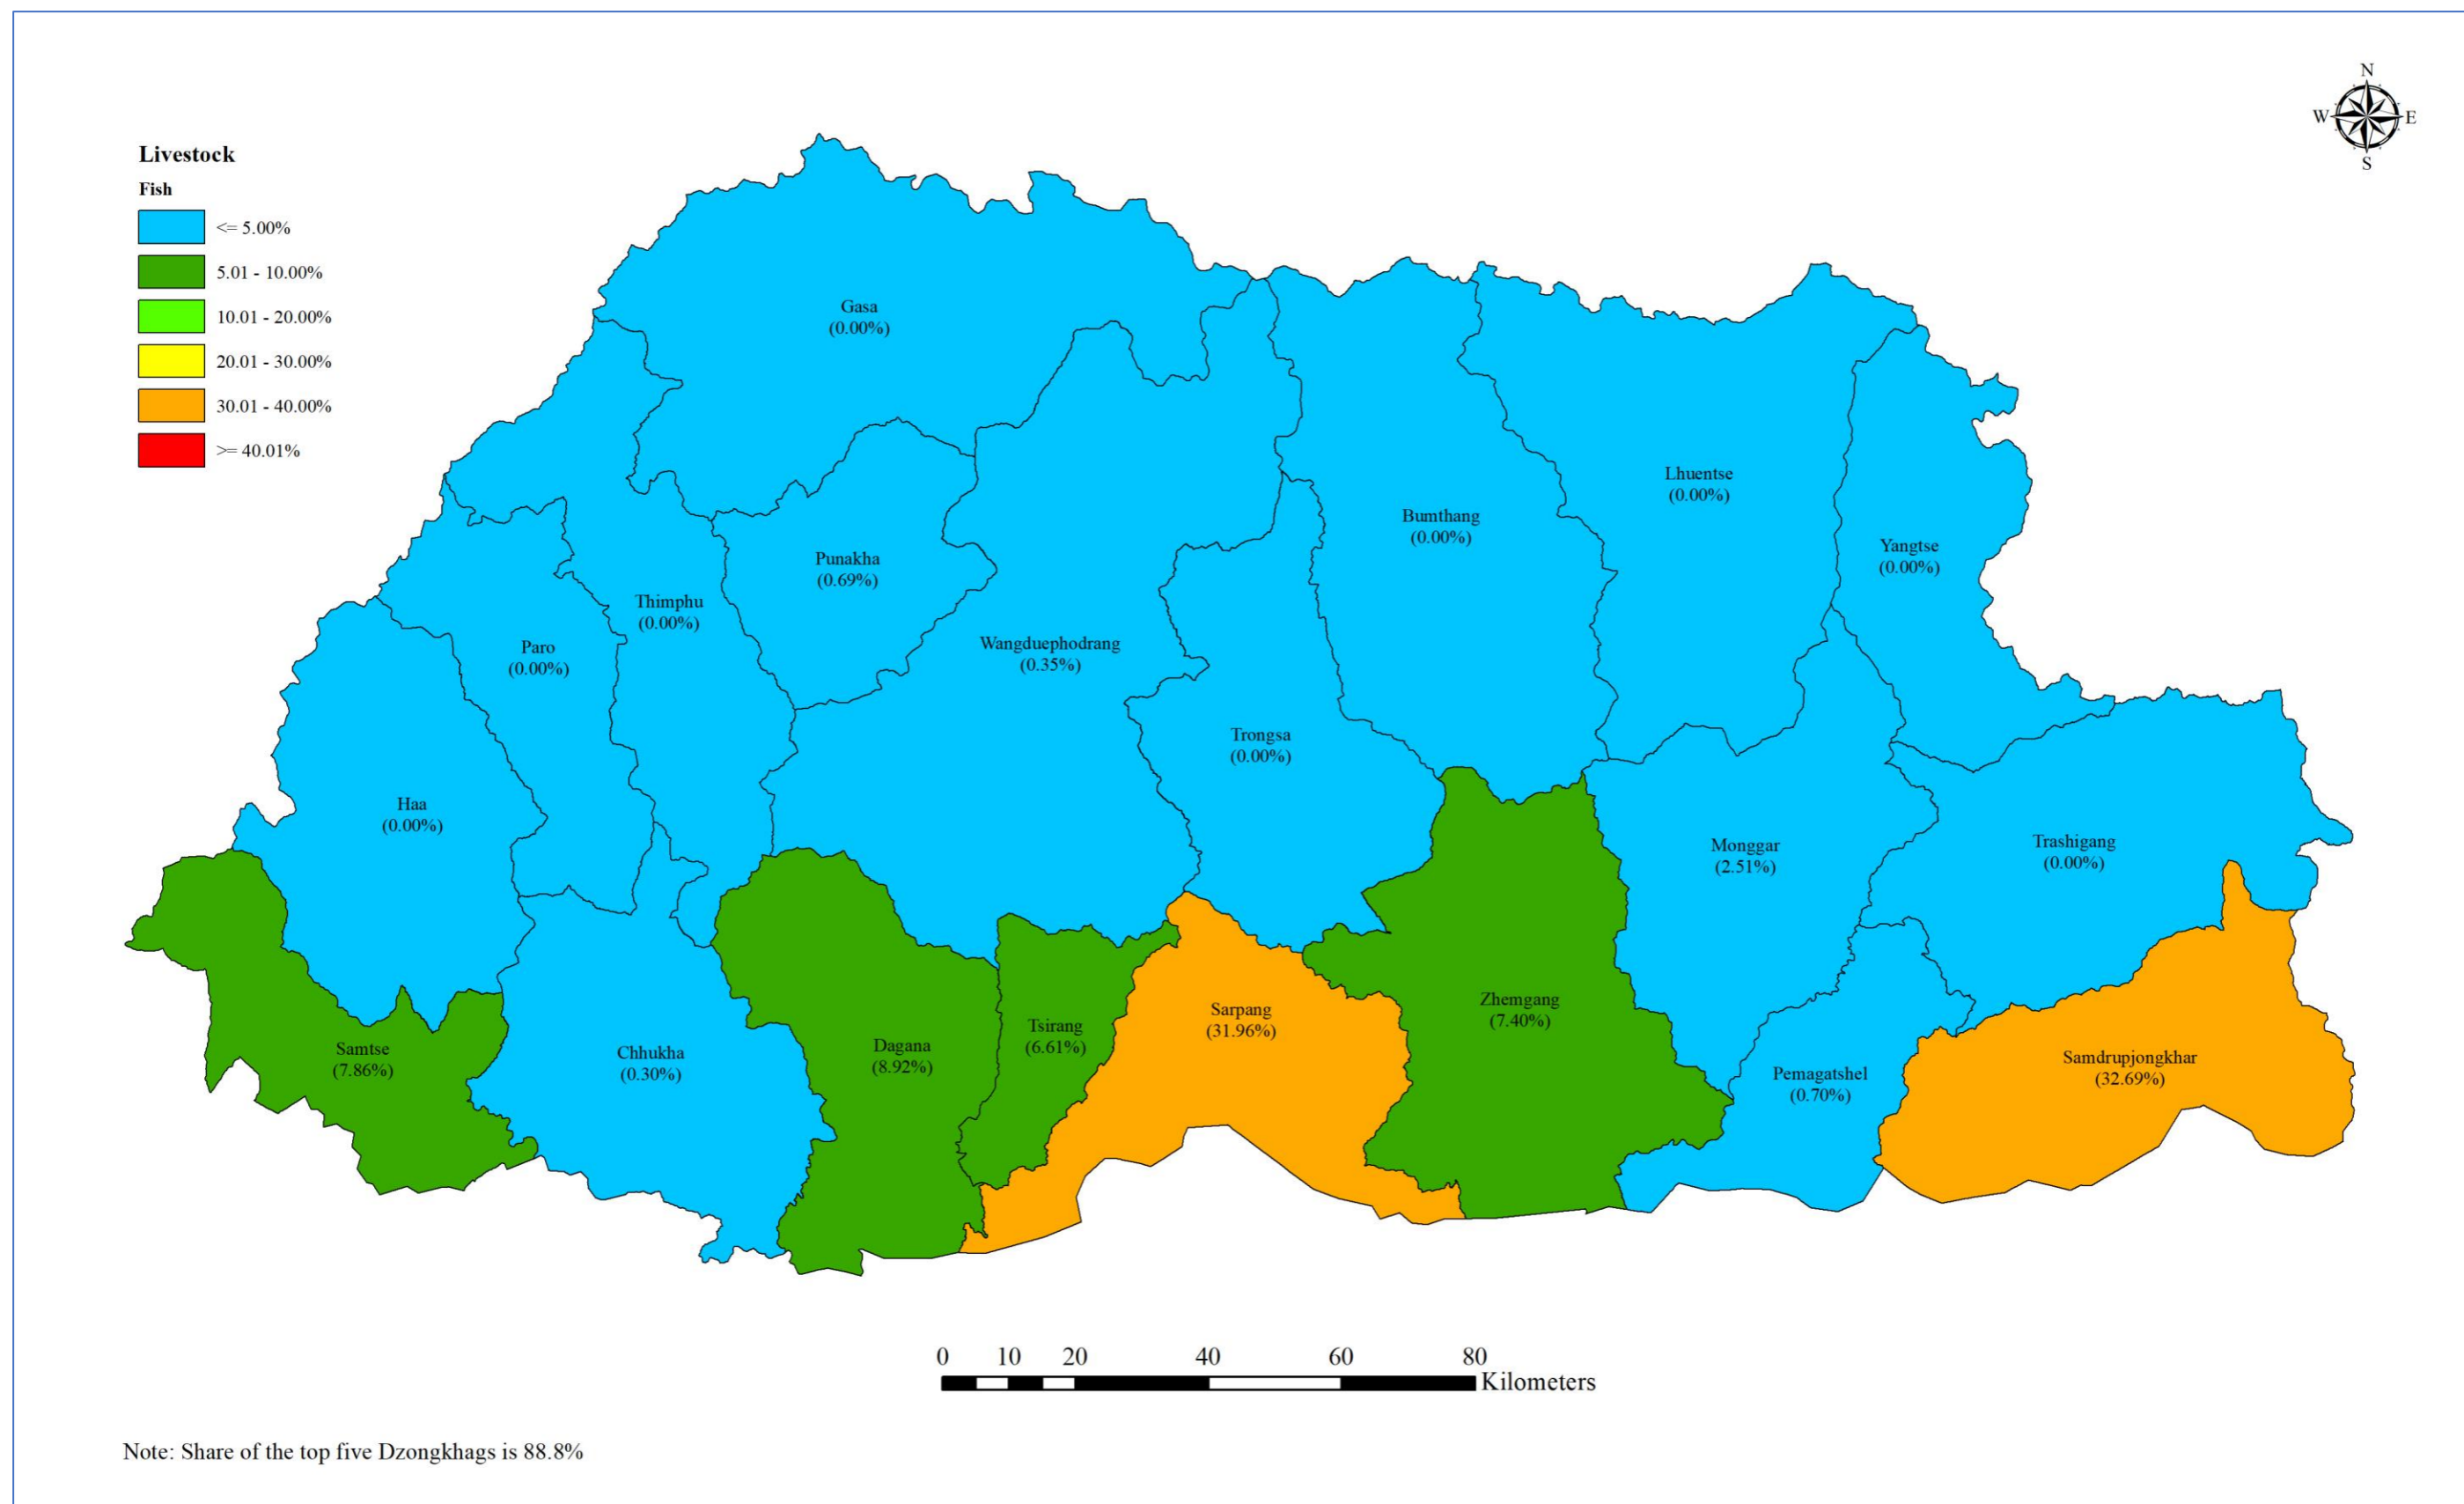 N
W E
S
Livestock
Fish
<= 5.00%
5.01 - 10.00%
10.01 - 20.00%
20.01 - 30.00%
30.01 - 40.00%
>= 40.01%
Gasa
(0.00%)
Lhuentse
(0.00%)
Bumthang
(0.00%)
Yangtse
(0.00%)
Punakha
(0.69%)
Thimphu
(0.00%)
Paro
(0.00%)
Wangduephodrang
(0.35%)
Trongsa
(0.00%)
Haa
(0.00%)
Monggar
(2.51%)
Trashigang
(0.00%)
Zhemgang
(7.40%)
Sarpang
(31.96%)
Tsirang
(6.61%)
Dagana
(8.92%)
Samtse
(7.86%)
Chhukha
(0.30%)
Pemagatshel
(0.70%)
Samdrupjongkhar
(32.69%)
0 10 20 40 60 80
Kilometers
Note: Share of the top five Dzongkhags is 88.8%